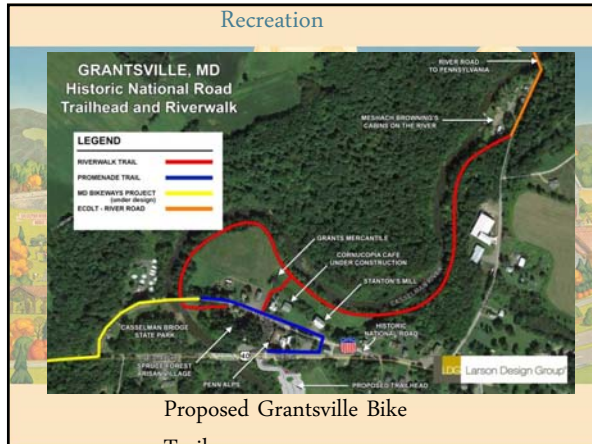 Recreation
GRANTSVILLE, MD
Historic National Road
Trailhead and Riverwalk
LEGEND
RIVERWALK TRAIL
PROMENADE TRAIL
MD BIKEWAYS PROJECT
(under design)
ECOLT - RIVER ROAD
RIVER ROAD
TO PENNSYLVANIA
MESHACH BROWNING'S
CABINS ON THE RIVER
GRANTS MERCANTILE
CORNUCOPIA CAFE
UNDER CONSTRUCTION
STANTON'S MILL
CASSELMAN RIVER
CASSELMAN BRIDGE
STATE PARK
HISTORIC
NATIONAL ROAD
SPRUCE FOREST
ARTISAN VILLAGE
40
PENN ALPS
PROPOSED TRAILHEAD
LDG Larson Design Group
Proposed Grantsville Bike
Trail